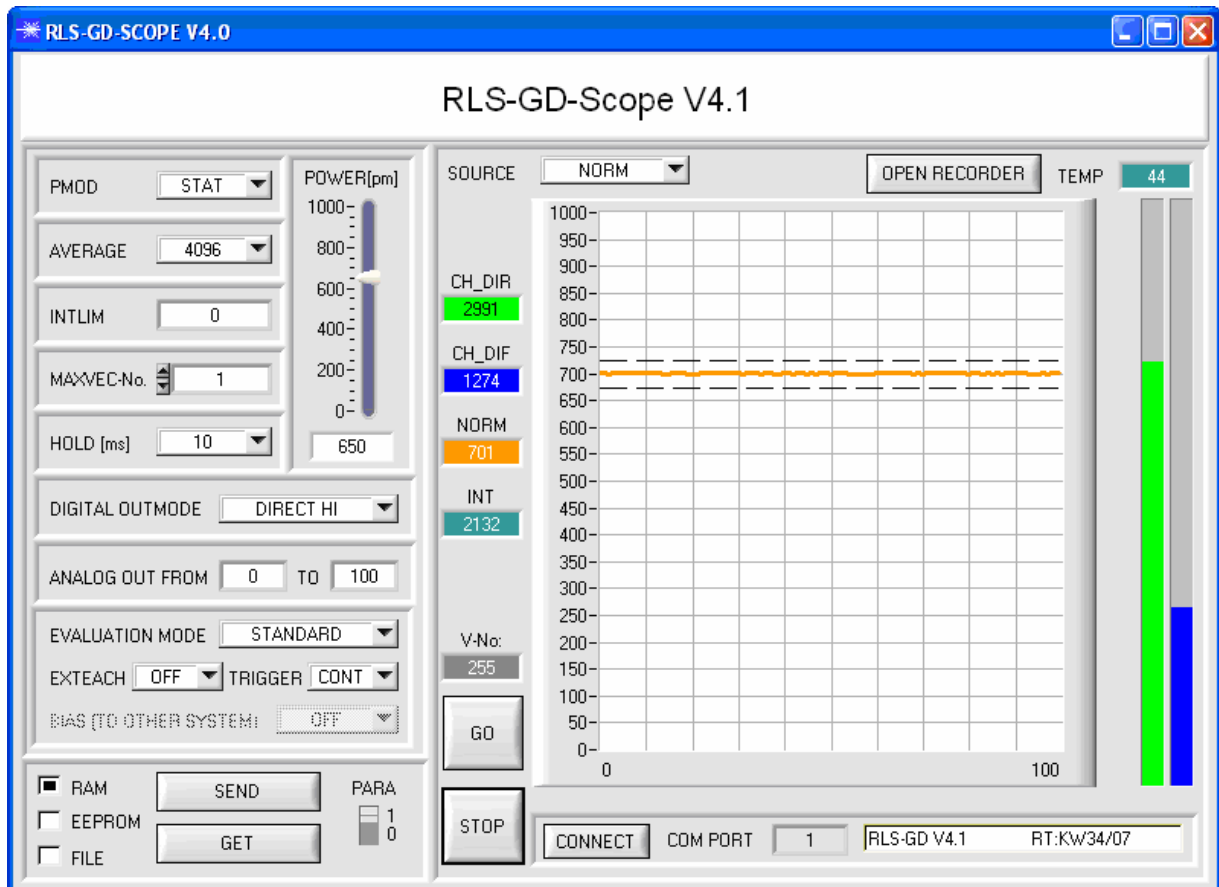 RLS-GD-SCOPE V4.0
RLS-GD-Scope V4.1
PMOD STAT
AVERAGE 4096
INTLIM 0
MAXVEC-No. 1
HOLD [ms] 10
POWER[pm]
1000
800
600
400
200
0
650
DIGITAL OUTMODE DIRECT HI
ANALOG OUT FROM 0 TO 100
EVALUATION MODE STANDARD
EXTEACH OFF TRIGGER CONT
BIAS (TO OTHER SYSTEM) OFF
RAM
EEPROM
FILE
SEND
GET
PARA
1
0
SOURCE NORM OPEN RECORDER TEMP 44
CH_DIR
2991
CH_DIF
1274
NORM
701
INT
2132
V-No:
255
GO
STOP
1000
950
900
850
800
750
700
650
600
550
500
450
400
350
300
250
200
150
100
50
0
0 100
CONNECT COM PORT 1 RLS-GD V4.1 RT:KW34/07